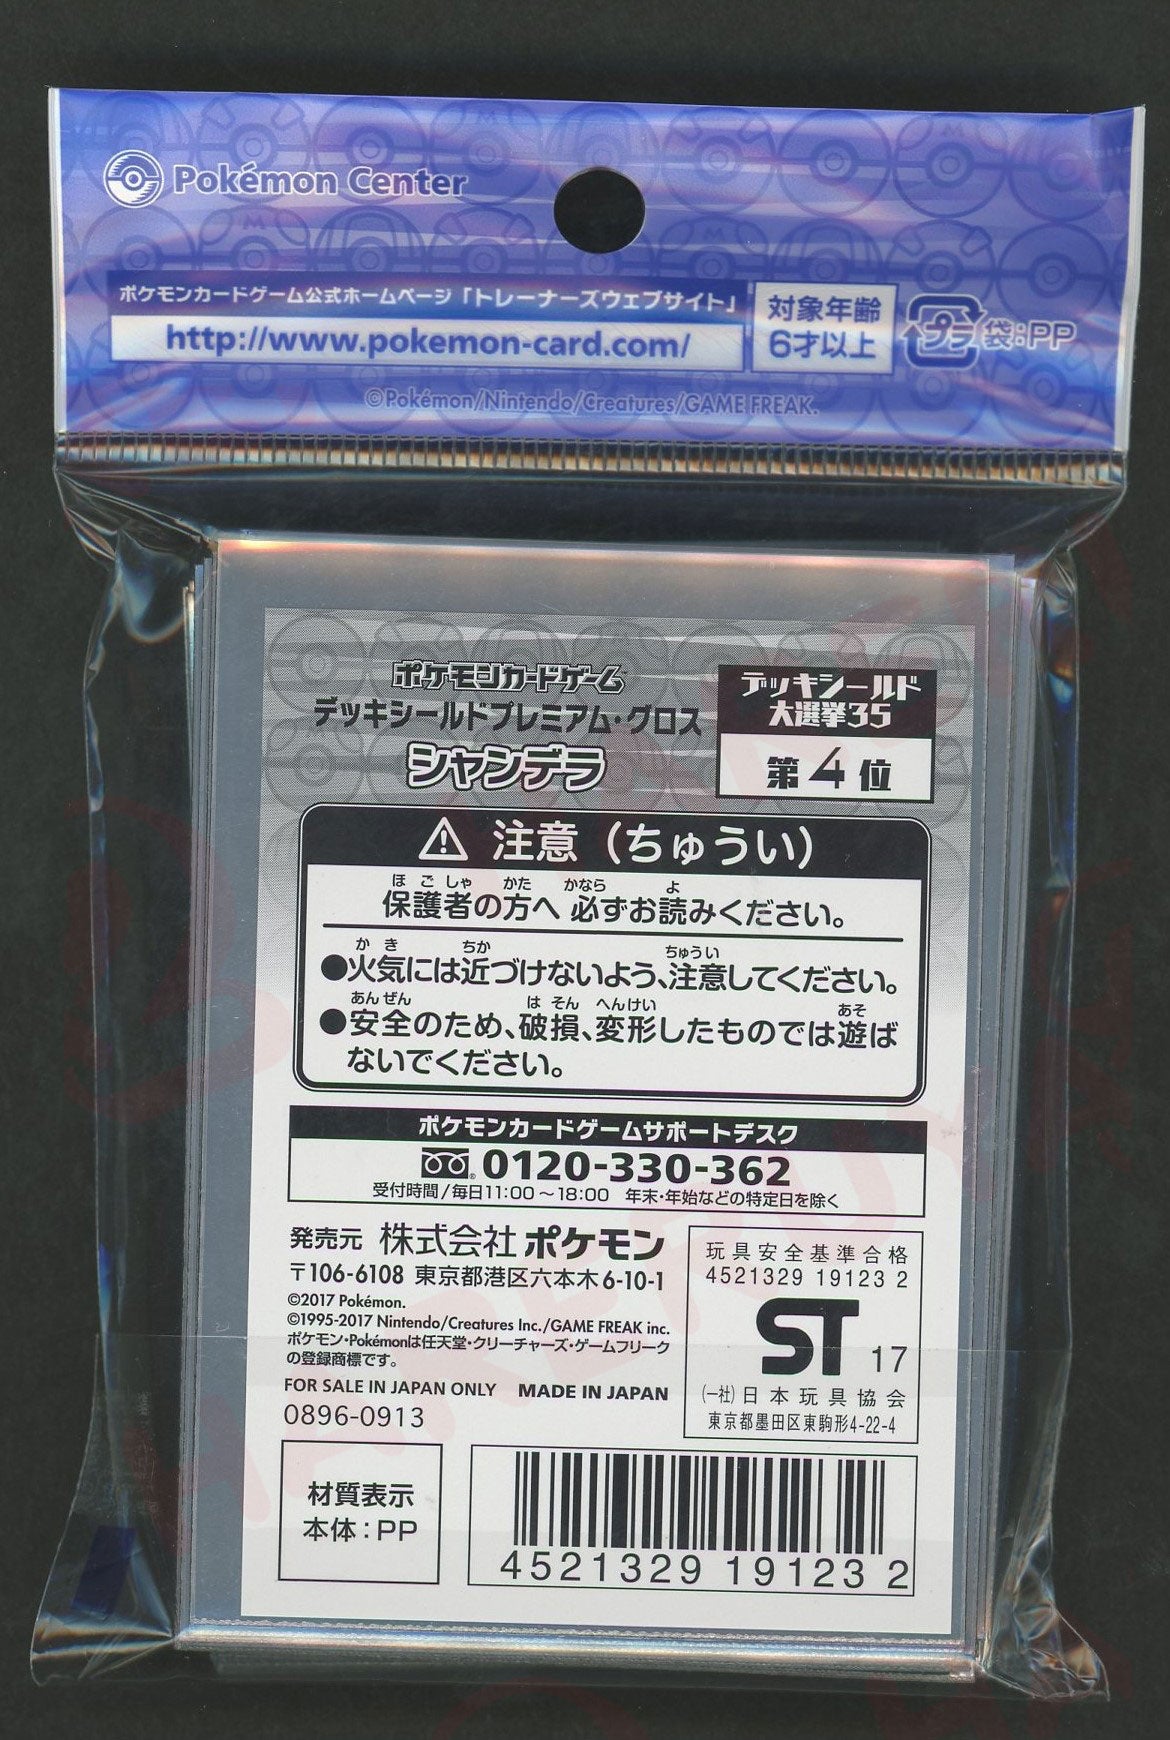 Pokémon Center
ポケモンカードゲーム公式ホームページ「トレーナーズウェブサイト」
http://www.pokemon-card.com/
対象年齢
6才以上
プラ 袋:PP
©Pokémon/Nintendo/Creatures/GAME FREAK.
ポケモンカードゲーム
デッキシールドプレミアム・グロス
シャンデラ
デッキシールド
大選挙35
第4位
注意(ちゅうい)
ほごしゃ かた かなら よ
保護者の方へ 必ずお読みください。
かき ちか ちゅうい
●火気には近づけないよう、注意してください。
あんぜん はそん へんけい あそ
●安全のため、破損、変形したものでは遊ば
ないでください。
ポケモンカードゲームサポートデスク
0120-330-362
受付時間/毎日11:00～18:00 年末・年始などの特定日を除く
発売元 株式会社ポケモン
〒106-6108 東京都港区六本木6-10-1
©2017 Pokémon.
©1995-2017 Nintendo/Creatures Inc./GAME FREAK inc.
ポケモン・Pokémonは任天堂・クリーチャーズ・ゲームフリーク
の登録商標です。
FOR SALE IN JAPAN ONLY MADE IN JAPAN
0896-0913
玩具安全基準合格
4521329 19123 2
ST 17
(一社)日本玩具協会
東京都墨田区東駒形4-22-4
材質表示
本体:PP
4521329 19123 2